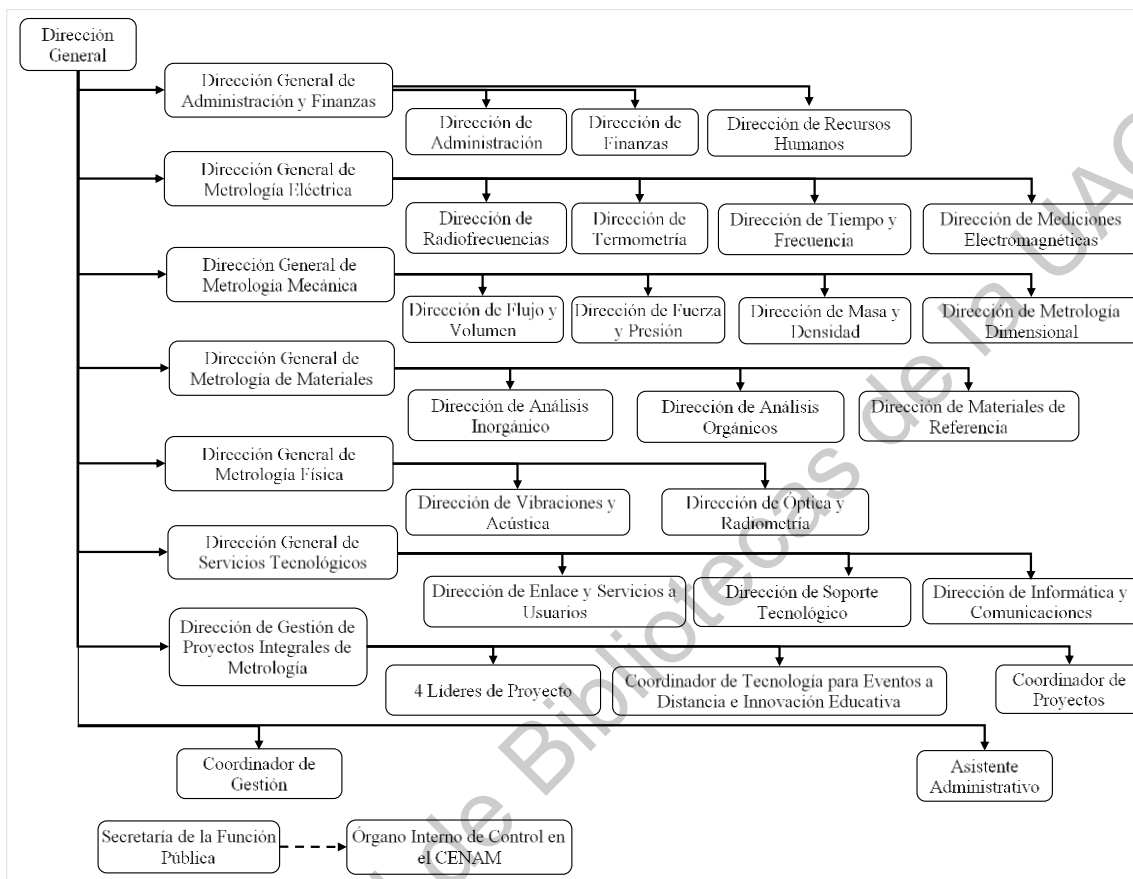 Dirección
General
Dirección General de
Administración y Finanzas
Dirección de
Administración
Dirección de
Finanzas
Dirección de Recursos
Humanos
Dirección General de
Metrología Eléctrica
Dirección de
Radiofrecuencias
Dirección de
Termometría
Dirección de Tiempo y
Frecuencia
Dirección de Mediciones
Electromagnéticas
Dirección General de
Metrología Mecánica
Dirección de Flujo y
Volumen
Dirección de Fuerza
y Presión
Dirección de Masa y
Densidad
Dirección de Metrología
Dimensional
Dirección General de
Metrología de Materiales
Dirección de Análisis
Inorgánico
Dirección de Análisis
Orgánicos
Dirección de Materiales de
Referencia
Dirección General de
Metrología Física
Dirección de Vibraciones y
Acústica
Dirección de Óptica y
Radiometría
Dirección General de
Servicios Tecnológicos
Dirección de Enlace y Servicios a
Usuarios
Dirección de Soporte
Tecnológico
Dirección de Informática y
Comunicaciones
Dirección de Gestión de
Proyectos Integrales de
Metrología
4 Líderes de Proyecto
Coordinador de Tecnología para Eventos a
Distancia e Innovación Educativa
Coordinador de
Proyectos
Coordinador de
Gestión
Asistente
Administrativo
Secretaría de la Función
Pública
Órgano Interno de Control en
el CENAM
de Bibliotecas de la UAQ